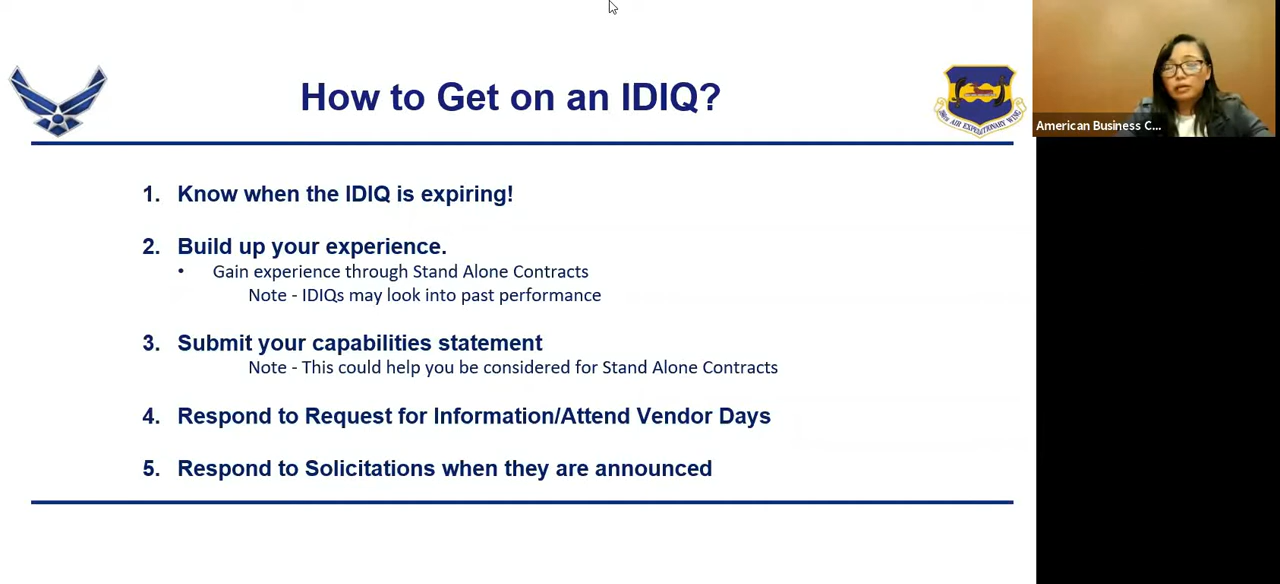 How to Get on an IDIQ?
AIR EXPEDITIONARY WING
American Business C...
1. Know when the IDIQ is expiring!
2. Build up your experience.
• Gain experience through Stand Alone Contracts
Note - IDIQs may look into past performance
3. Submit your capabilities statement
Note - This could help you be considered for Stand Alone Contracts
4. Respond to Request for Information/Attend Vendor Days
5. Respond to Solicitations when they are announced